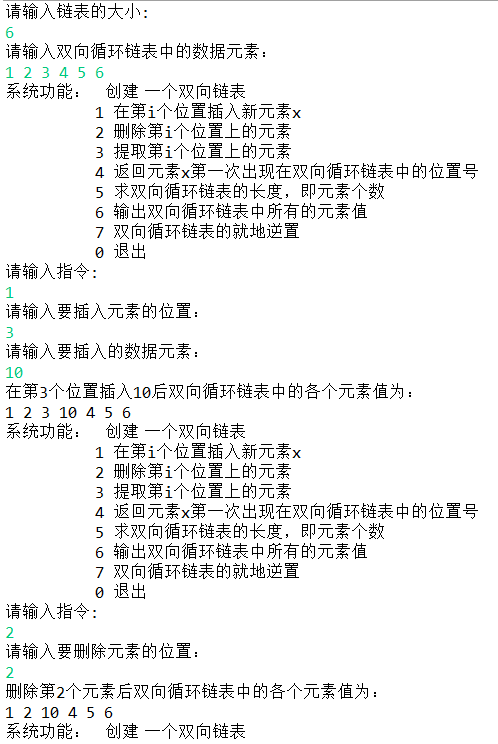 请输入链表的大小:
6
请输入双向循环链表中的数据元素:
1 2 3 4 5 6
系统功能: 创建 一个双向链表
1 在第i个位置插入新元素x
2 删除第i个位置上的元素
3 提取第i个位置上的元素
4 返回元素x第一次出现在双向循环链表中的位置号
5 求双向循环链表的长度，即元素个数
6 输出双向循环链表中所有的元素值
7 双向循环链表的就地逆置
0 退出
请输入指令:
1
请输入要插入元素的位置:
3
请输入要插入的数据元素:
10
在第3个位置插入10后双向循环链表中的各个元素值为:
1 2 3 10 4 5 6
系统功能: 创建 一个双向链表
1 在第i个位置插入新元素x
2 删除第i个位置上的元素
3 提取第i个位置上的元素
4 返回元素x第一次出现在双向循环链表中的位置号
5 求双向循环链表的长度，即元素个数
6 输出双向循环链表中所有的元素值
7 双向循环链表的就地逆置
0 退出
请输入指令:
2
请输入要删除元素的位置:
2
删除第2个元素后双向循环链表中的各个元素值为:
1 2 10 4 5 6
系统功能: 创建 一个双向链表